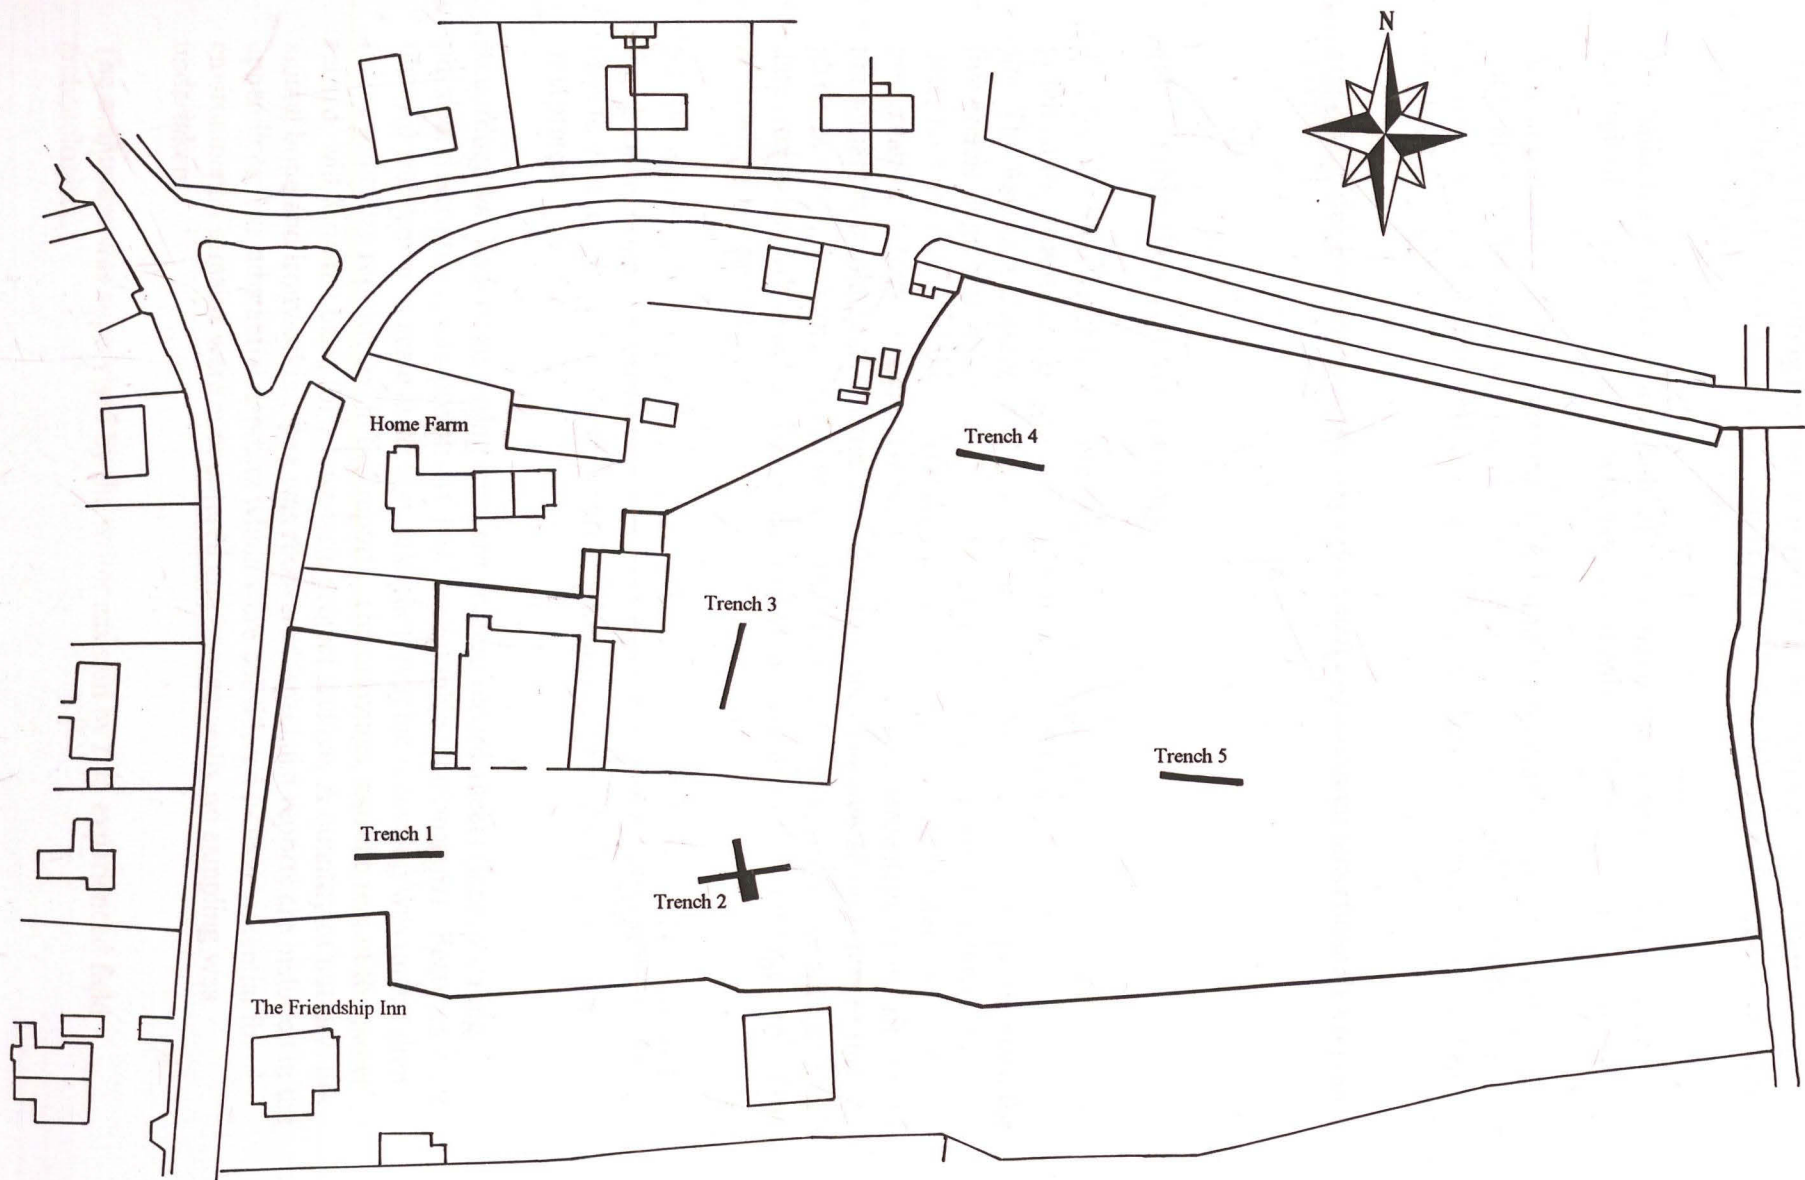 N
Home Farm
Trench 4
Trench 3
Trench 5
Trench 1
Trench 2
The Friendship Inn